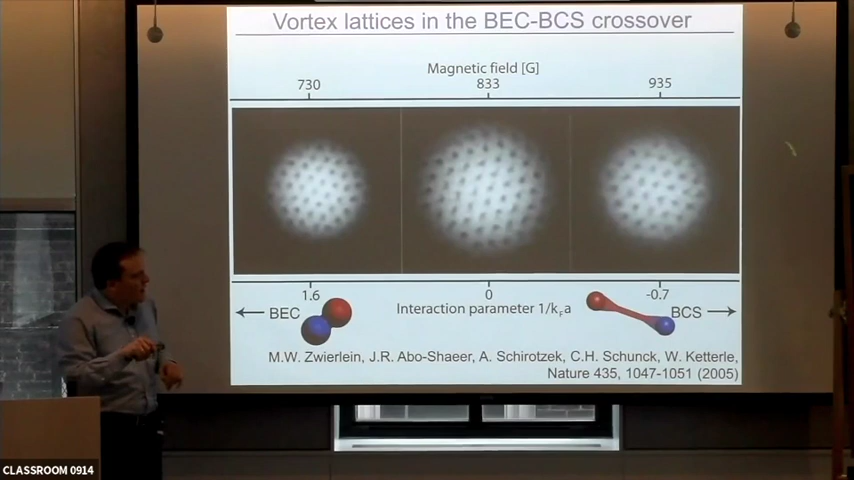 Vortex lattices in the BEC-BCS crossover
Magnetic field [G]
730 833 935
1.6 0 -0.7
BEC Interaction parameter 1/kFa BCS
M.W. Zwierlein, J.R. Abo-Shaeer, A. Schirotzek, C.H. Schunck, W. Ketterle,
Nature 435, 1047-1051 (2005)
CLASSROOM 0914